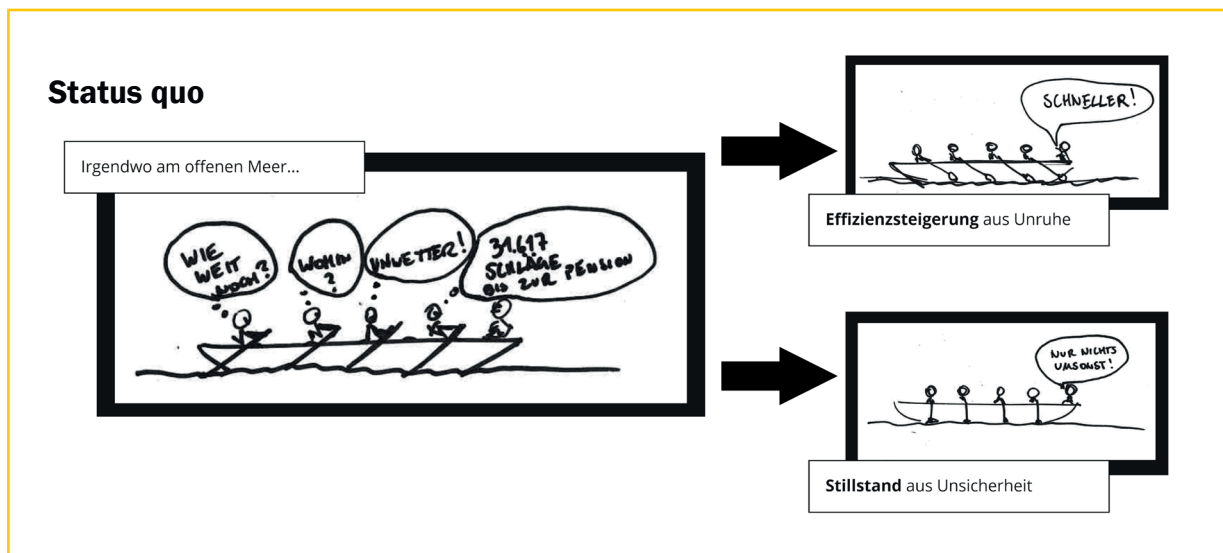 Status quo
Irgendwo am offenen Meer...
WIE
WEIT
NOCH?
WOHIN
?
UNWETTER!
31.617
SCHLÄGE
BIS ZUR PENSION
SCHNELLER!
Effizienzsteigerung aus Unruhe
NUR NICHTS
UMSONST!
Stillstand aus Unsicherheit